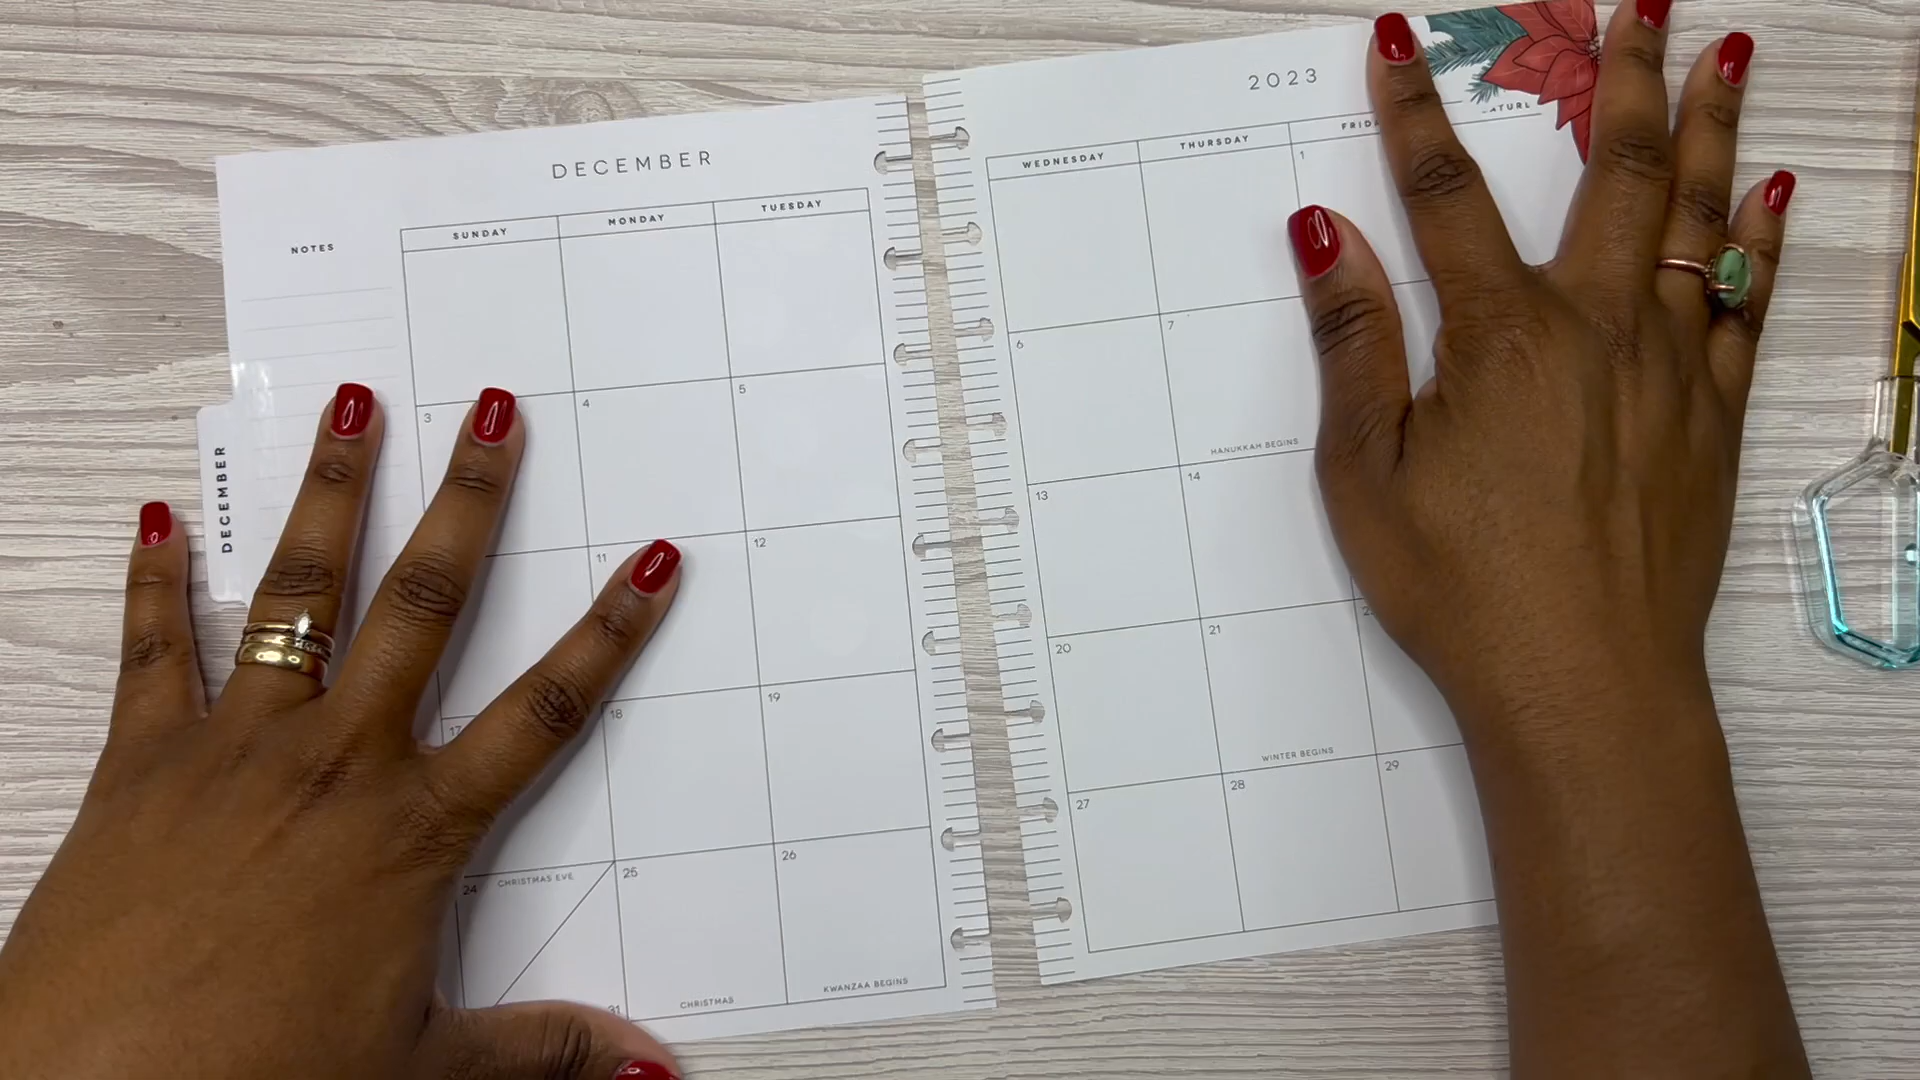 DECEMBER
NOTES
SUNDAY MONDAY TUESDAY
3 4 5
11 12
17 18 19
24 CHRISTMAS EVE 25 26
31 CHRISTMAS KWANZAA BEGINS
DECEMBER
2023
WEDNESDAY THURSDAY
1
6 7
HANUKKAH BEGINS
13 14
20 21
WINTER BEGINS
27 28 29